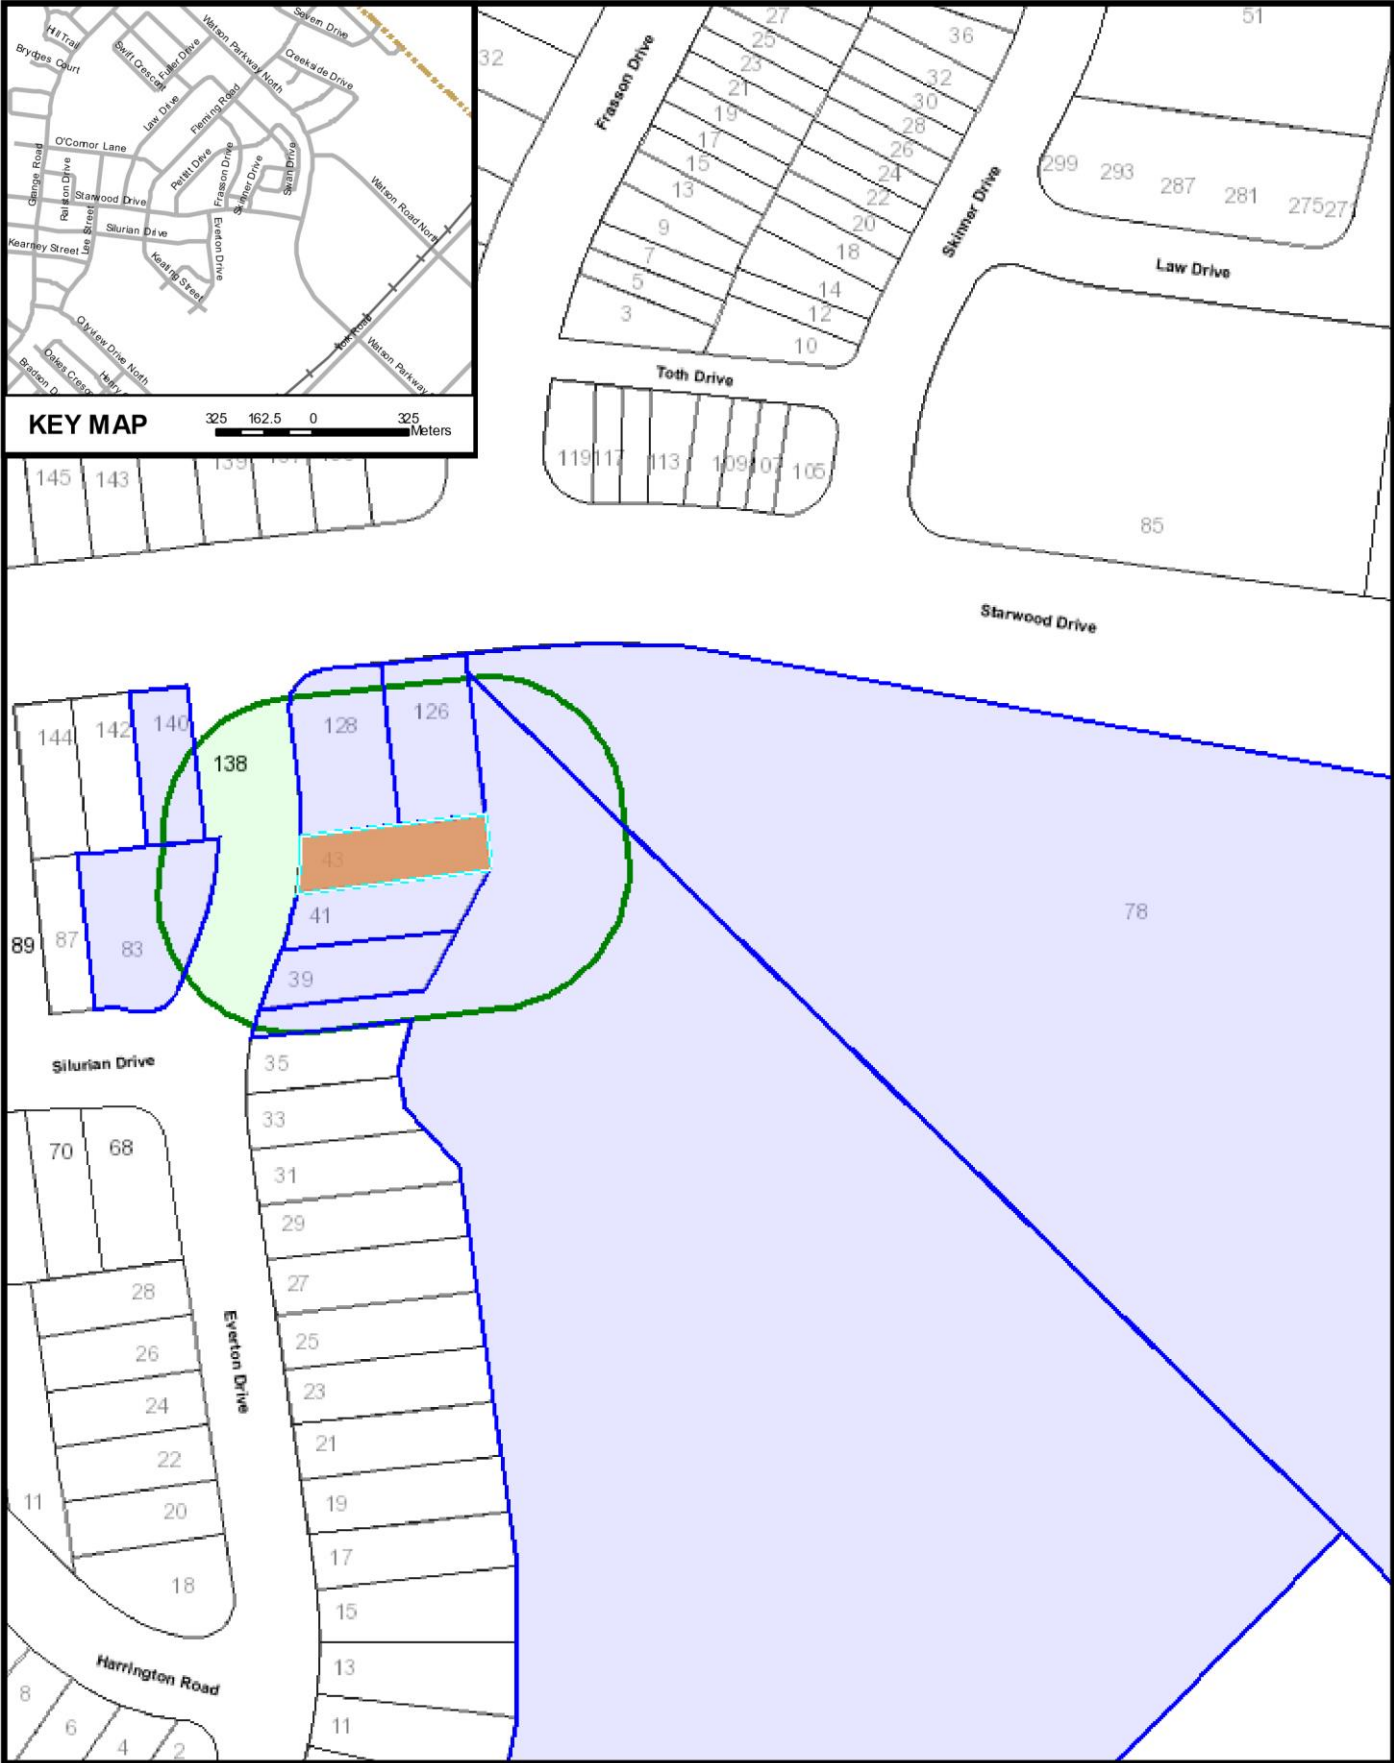 Severn Drive
Hill Trail
Watson Parkway North
Brydges Court
Swift Crescent
Fuller Drive
Creekside Drive
Law Drive
Fleming Road
O'Connor Lane
Grange Road
Ralston Drive
Pettitt Drive
Frasson Drive
Skinner Drive
Swan Drive
Watson Road North
Starwood Drive
Lee Street
Silurian Drive
Everton Drive
Kearney Street
Keating Street
Cityview Drive North
York Road
Watson Parkway
Oakes Cresc
Henry
Bradson D
KEY MAP
325 162.5 0 325
Meters
32
Frasson Drive
27
25
23
21
19
17
15
13
9
7
5
3
36
32
30
28
26
24
22
20
18
14
12
10
Skinner Drive
51
299 293 287 281 275 271
Law Drive
Toth Drive
119 117 113 109 107 105
85
145 143 139
Starwood Drive
144 142 140
138
128 126
43
41
39
89 87 83
78
Silurian Drive
35
33
31
29
27
25
23
21
19
17
15
13
11
70 68
28
26
24
22
20
18
11
Everton Drive
Harrington Road
8
6
4
2